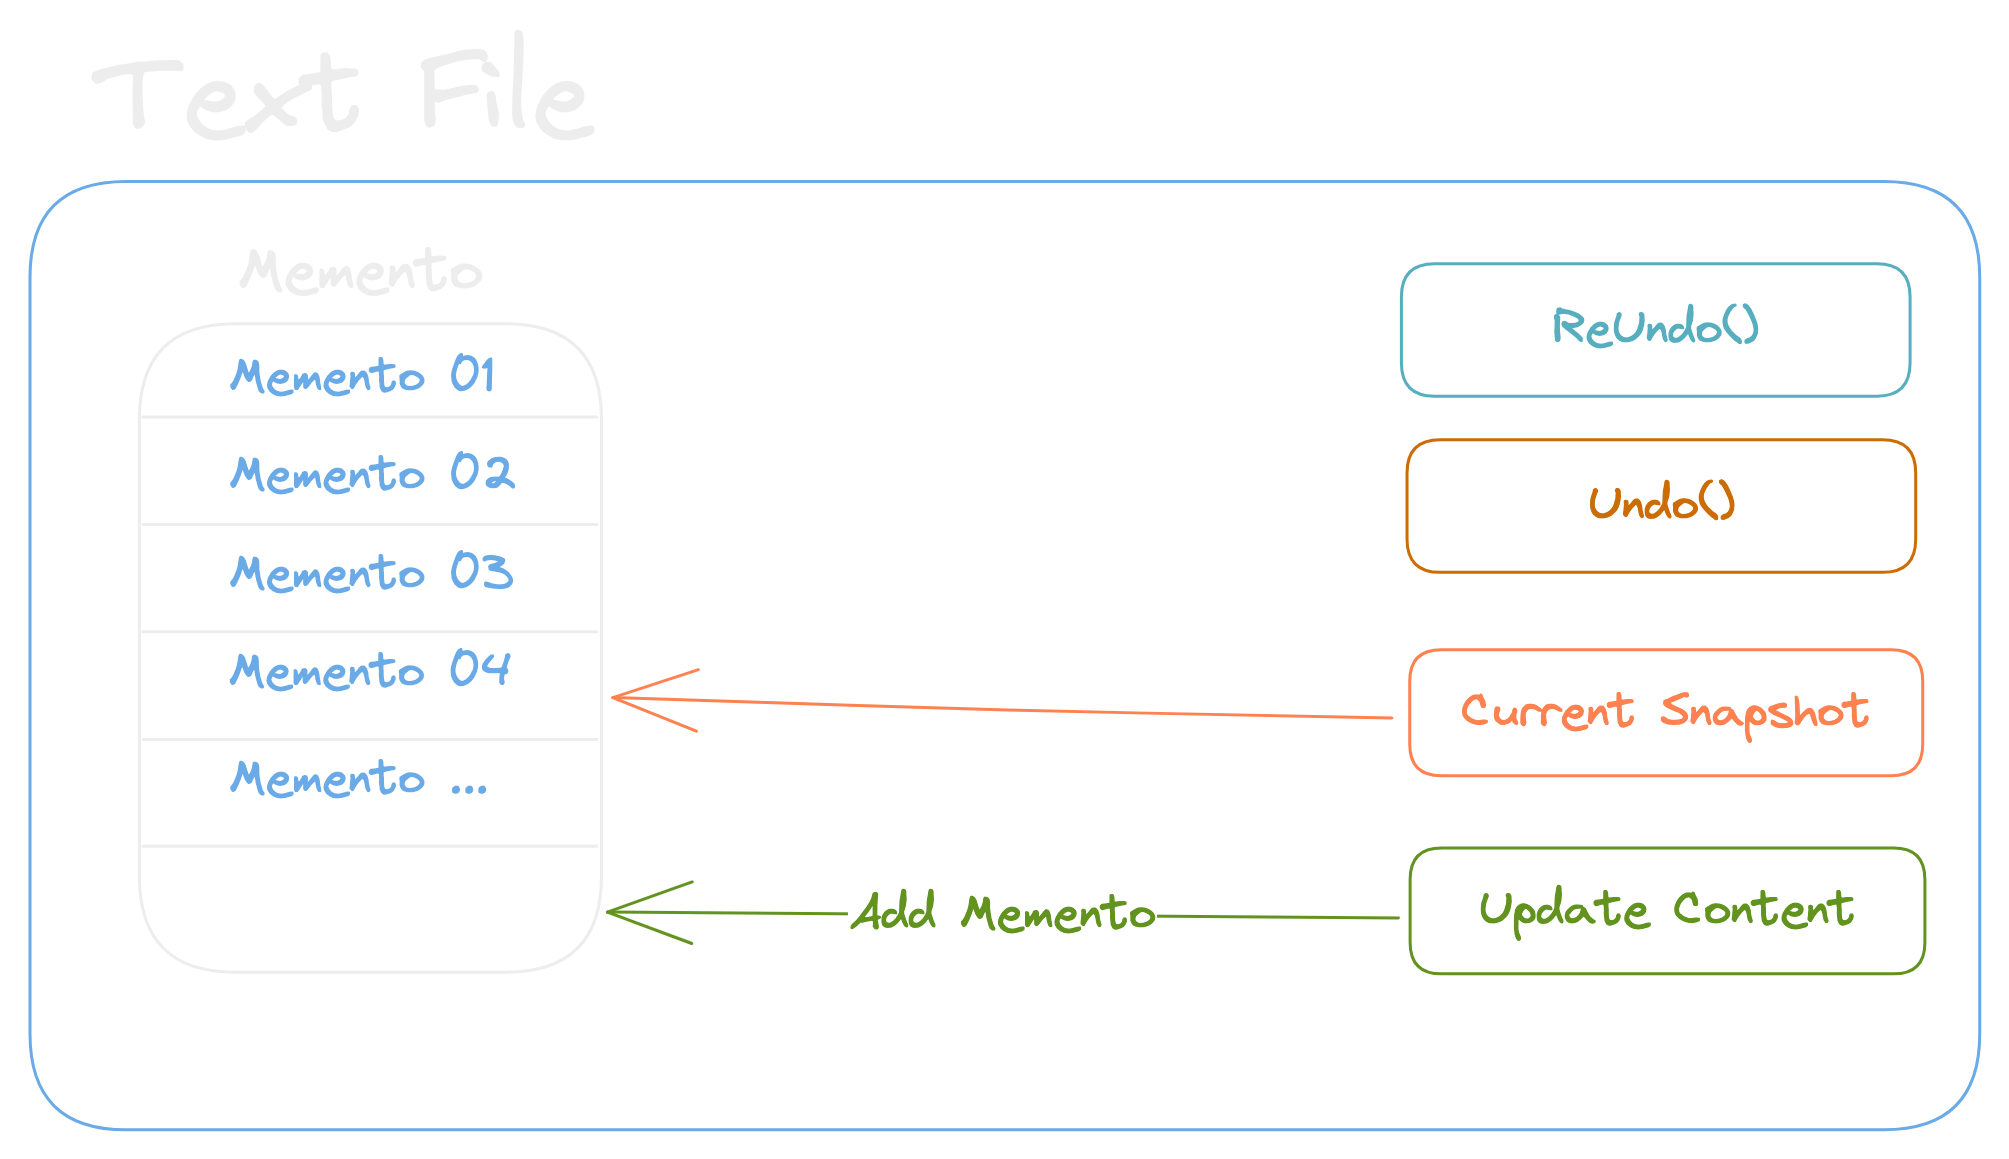 Text File
Memento
Memento 01
Memento 02
Memento 03
Memento 04
Memento ...
ReUndo()
Undo()
Current Snapshot
Add Memento
Update Content